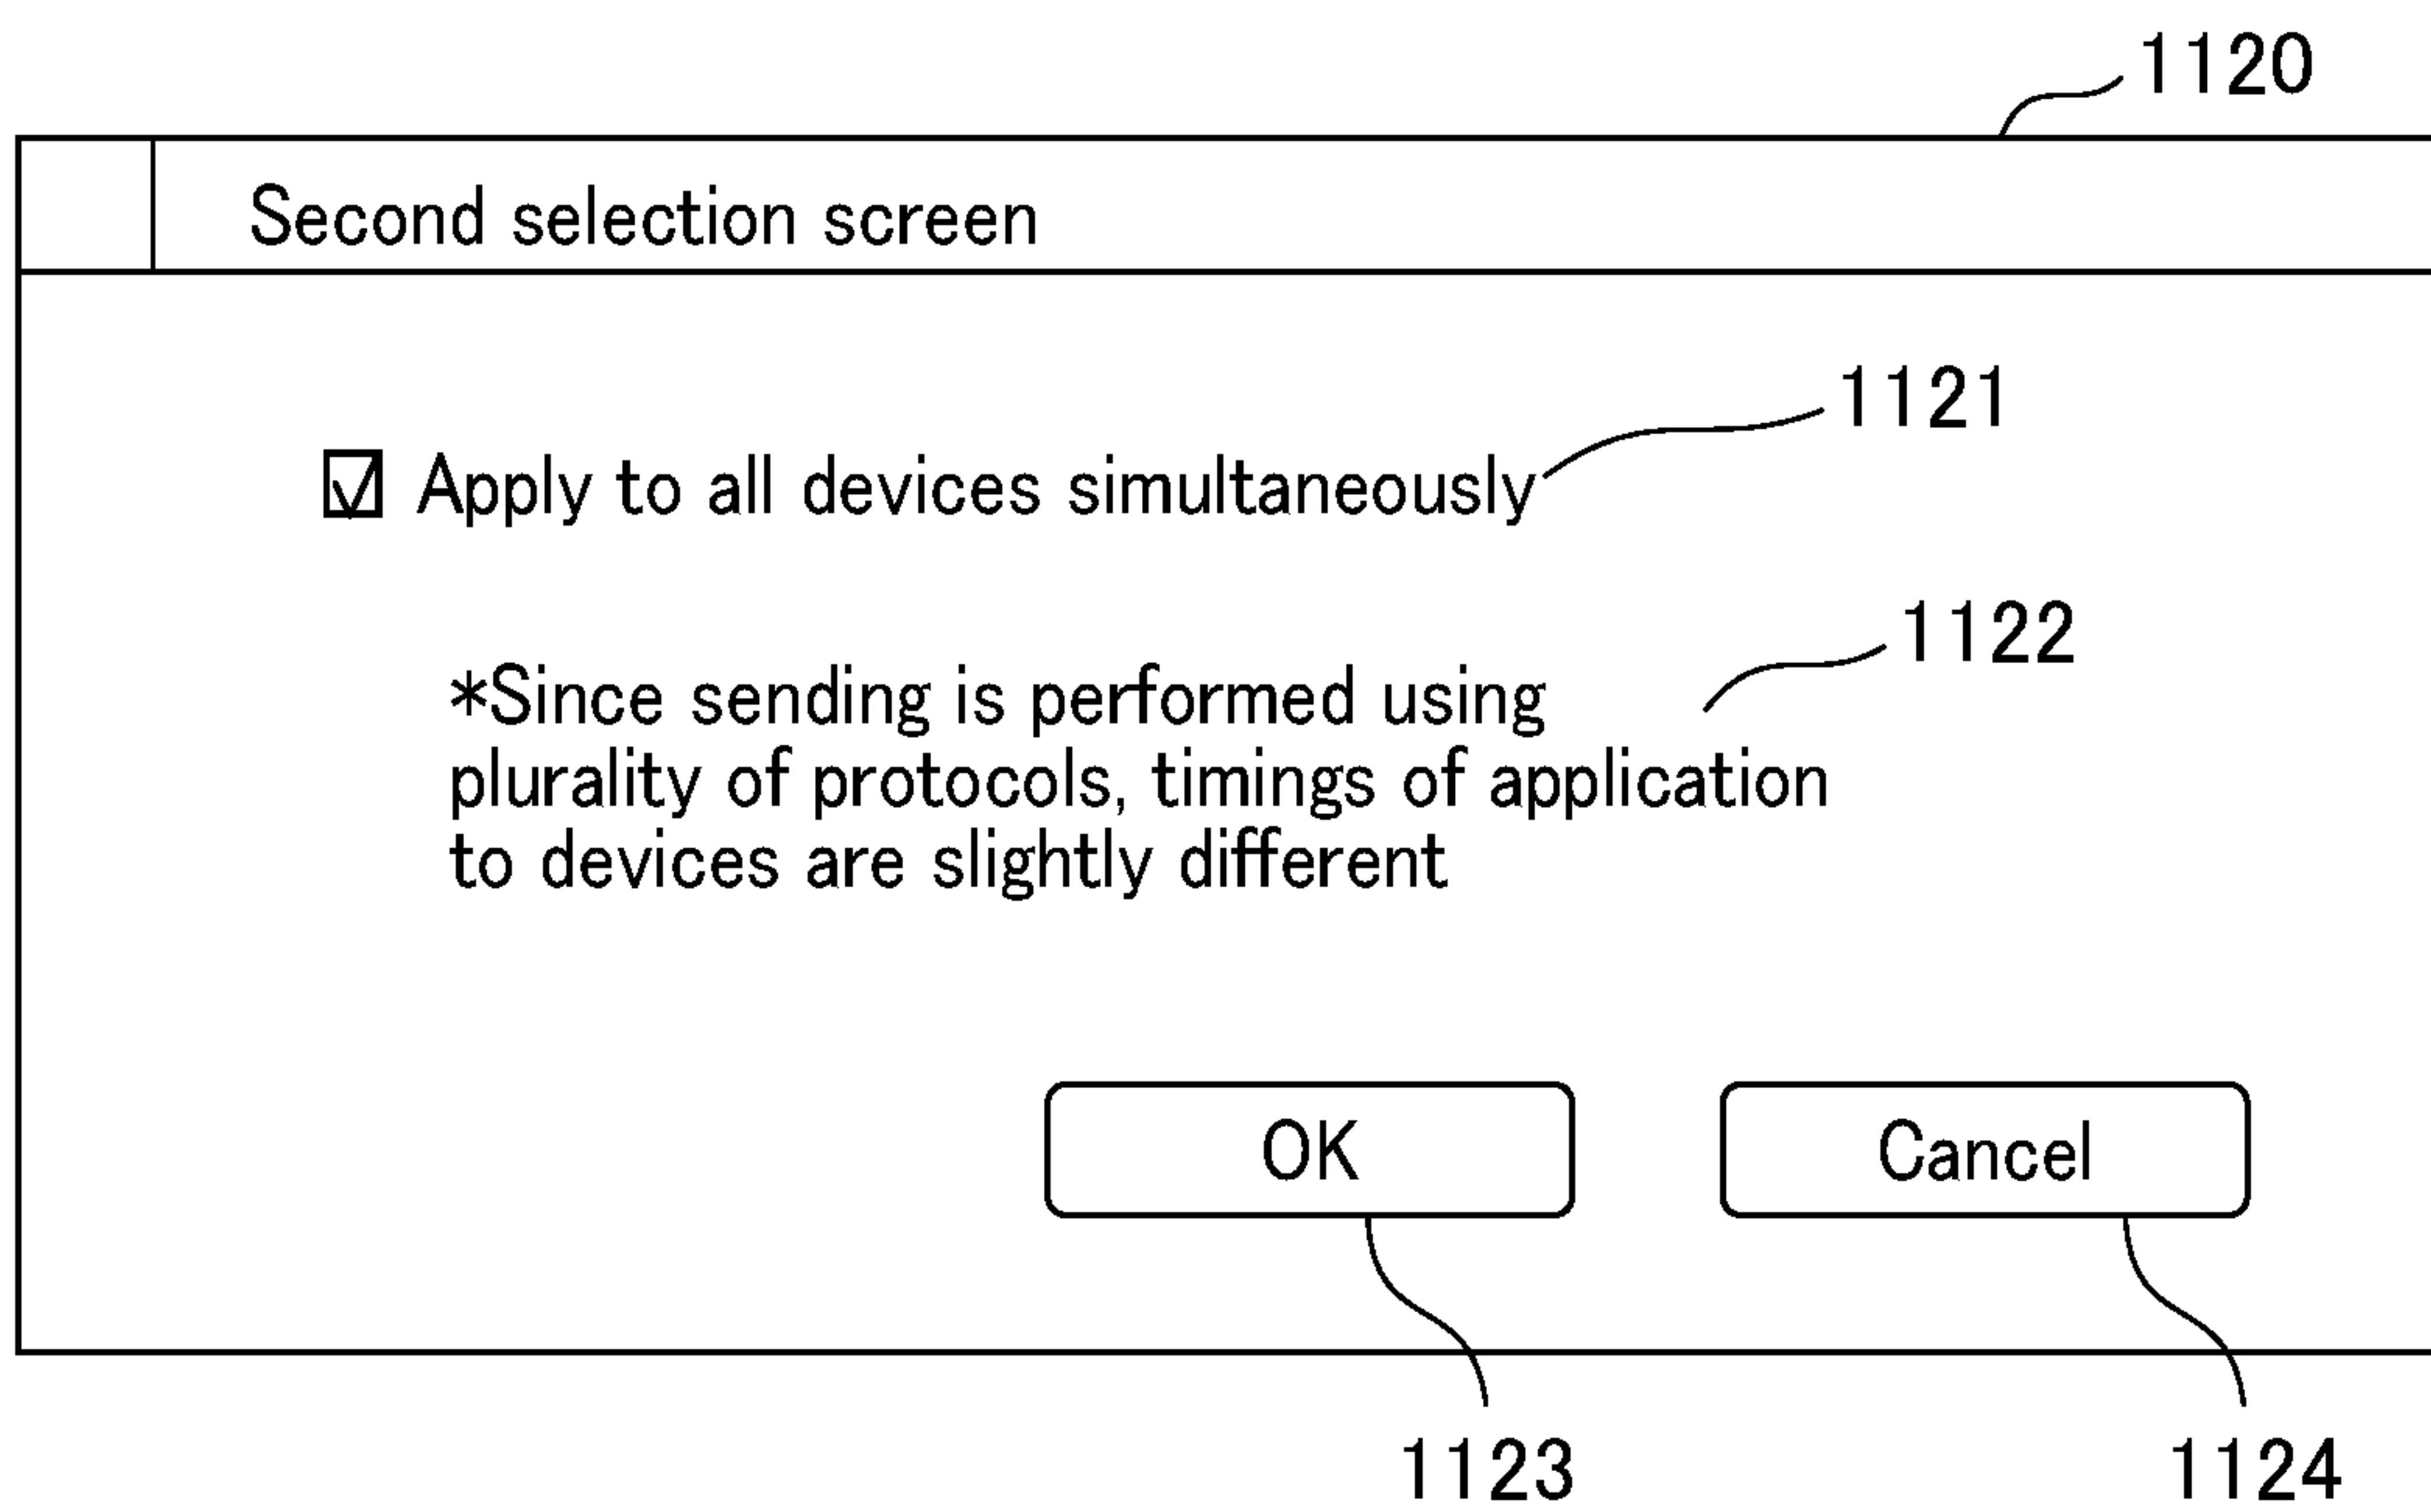 1120
Second selection screen
1121
Apply to all devices simultaneously
1122
*Since sending is performed using
plurality of protocols, timings of application
to devices are slightly different
OK
Cancel
1123
1124